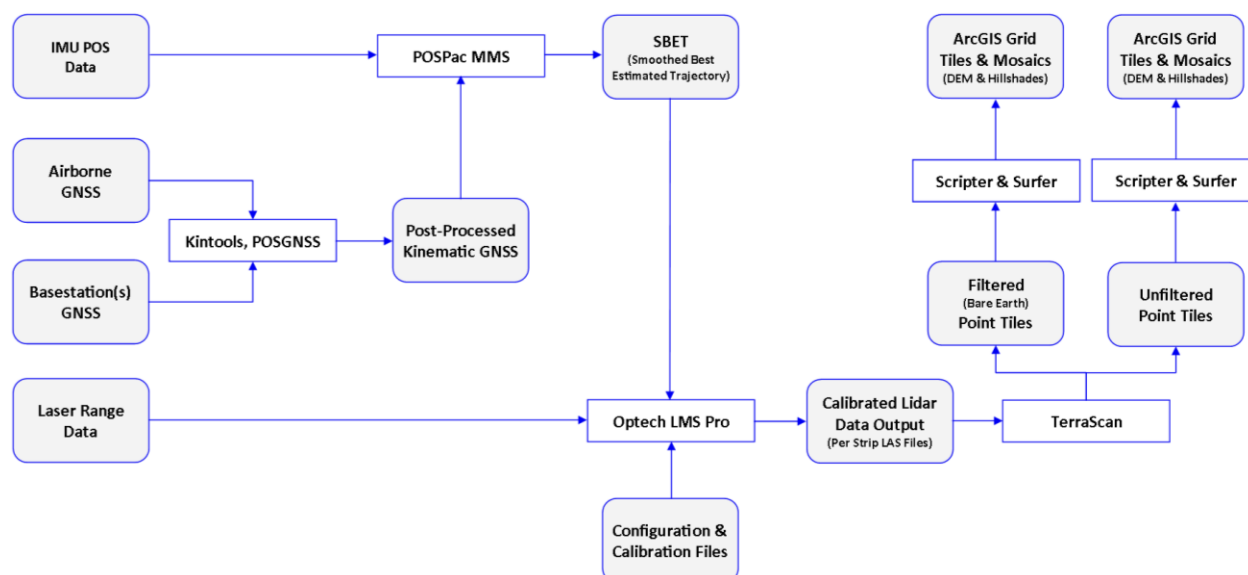 IMU POS
Data
POSPac MMS
SBET
(Smoothed Best
Estimated Trajectory)
ArcGIS Grid
Tiles & Mosaics
(DEM & Hillshades)
ArcGIS Grid
Tiles & Mosaics
(DEM & Hillshades)
Airborne
GNSS
Scripter & Surfer
Scripter & Surfer
Kintools, POSGNSS
Post-Processed
Kinematic GNSS
Basestation(s)
GNSS
Filtered
(Bare Earth)
Point Tiles
Unfiltered
Point Tiles
Laser Range
Data
Optech LMS Pro
Calibrated Lidar
Data Output
(Per Strip LAS Files)
TerraScan
Configuration &
Calibration Files